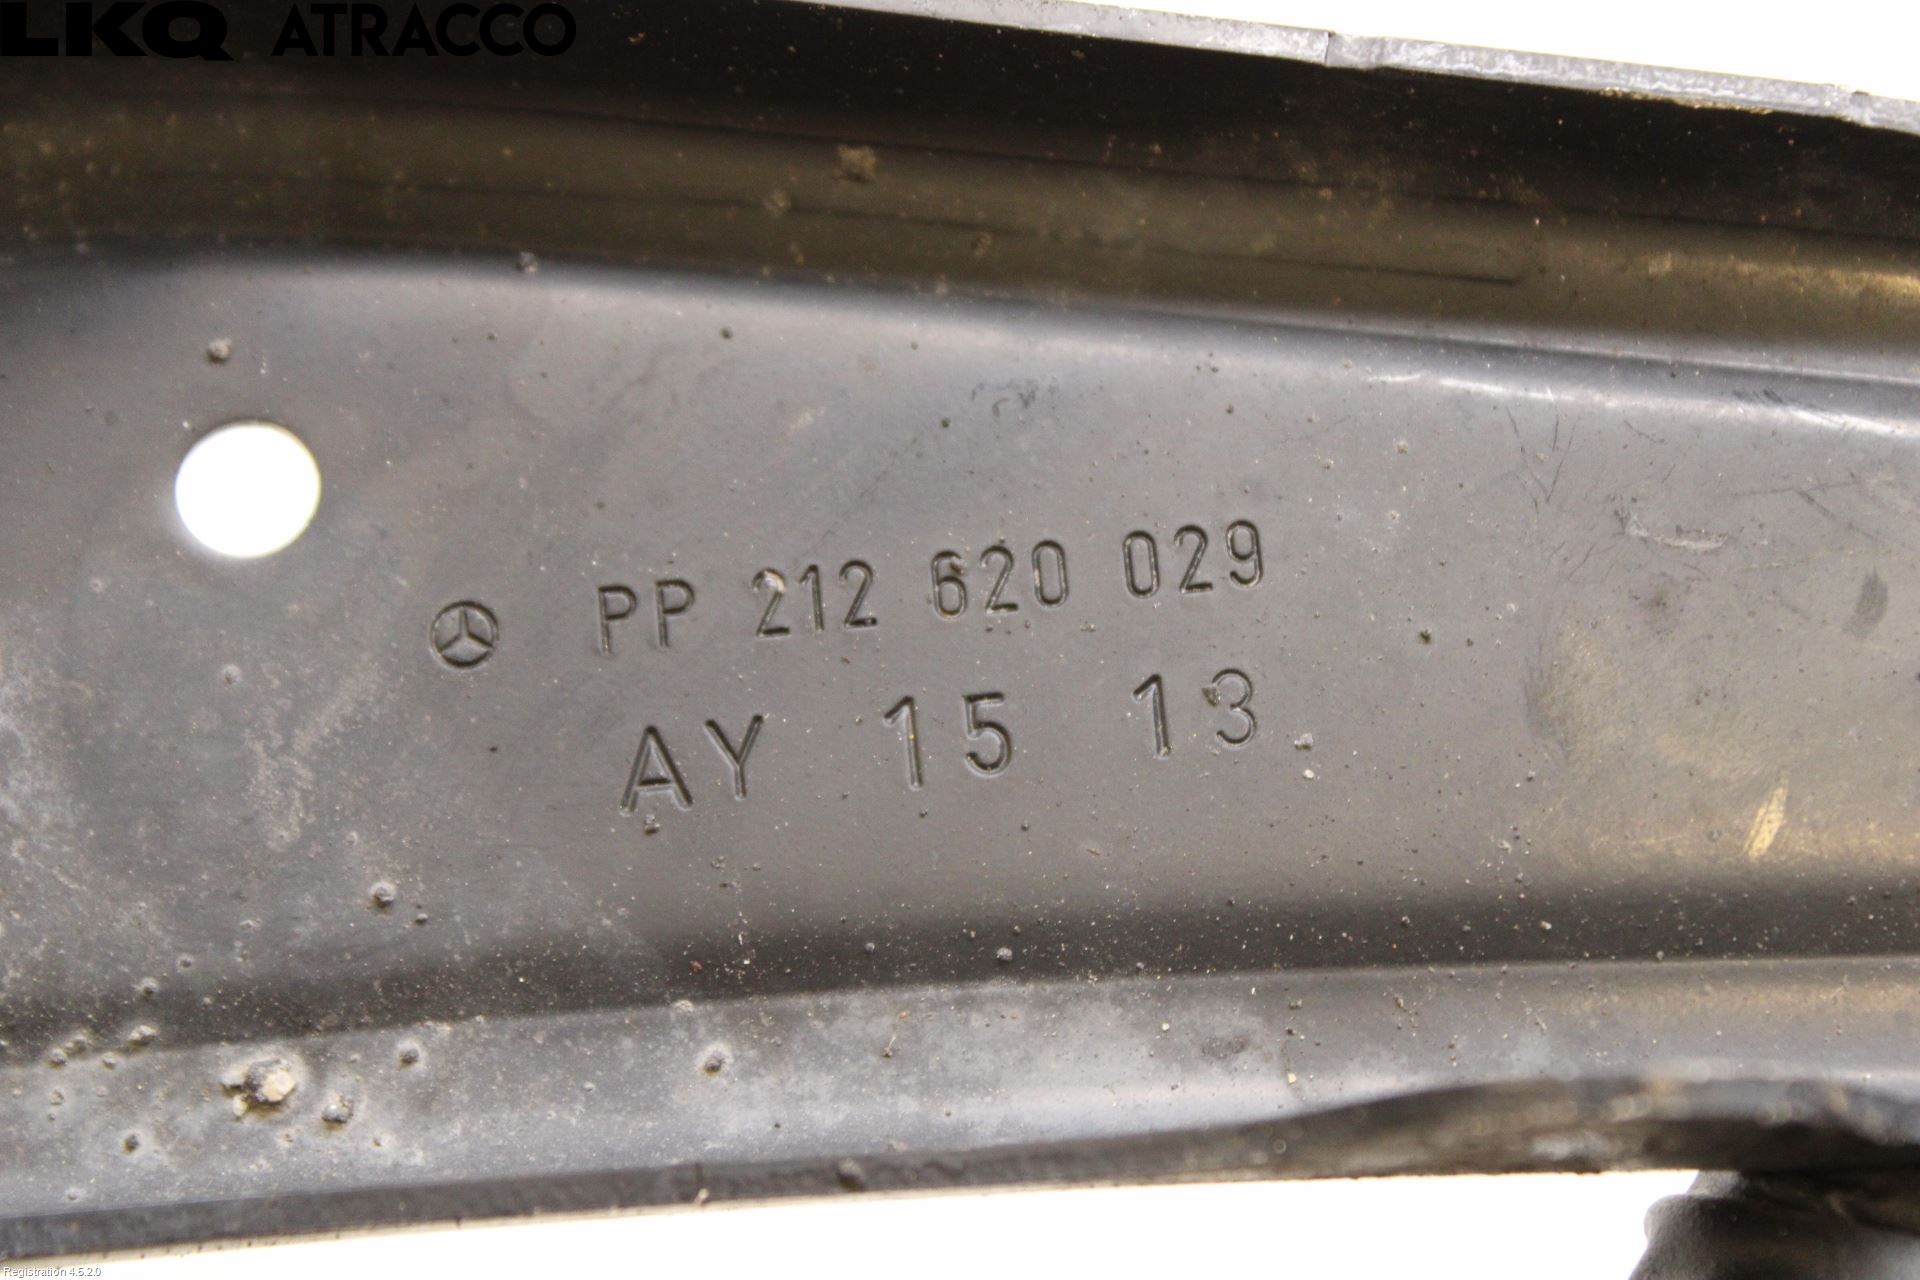 LKQ ATRACCO
PP 212 620 029
AY 15 13
Registration 4.5.2.0